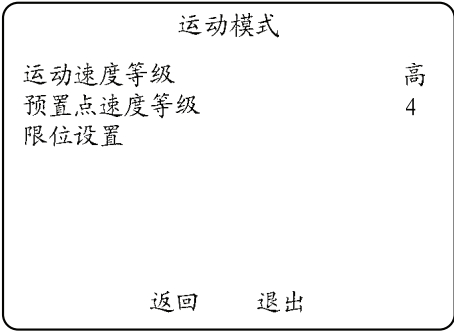 运动模式
运动速度等级 高
预置点速度等级 4
限位设置
返回 退出